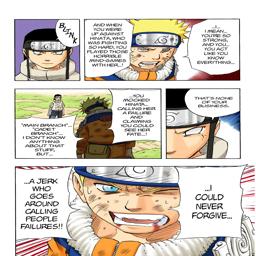 ...I MEAN,
YOU'RE SO
STRONG,
AND YOU...
YOU ACT
LIKE YOU
KNOW
EVERYTHING...
AND WHEN
YOU WERE
UP AGAINST
HINATA, WHO
WAS FIGHTING
SO HARD, YOU
PLAYED THOSE
HORRIBLE
MIND-GAMES
WITH HER...!
BLINK
THAT'S NONE
OF YOUR
BUSINESS.
...YOU
MOCKED
HINATA,
CALLING HER
A FAILURE
AND
CLAIMING YOU
COULD SEE
HER
FATE...!
"MAIN BRANCH",
"CADET
BRANCH"...
I DON'T KNOW
ANYTHING
ABOUT THAT
STUFF,
BUT...
...I
COULD
NEVER
FORGIVE...
...A JERK
WHO
GOES
AROUND
CALLING
PEOPLE
FAILURES!!